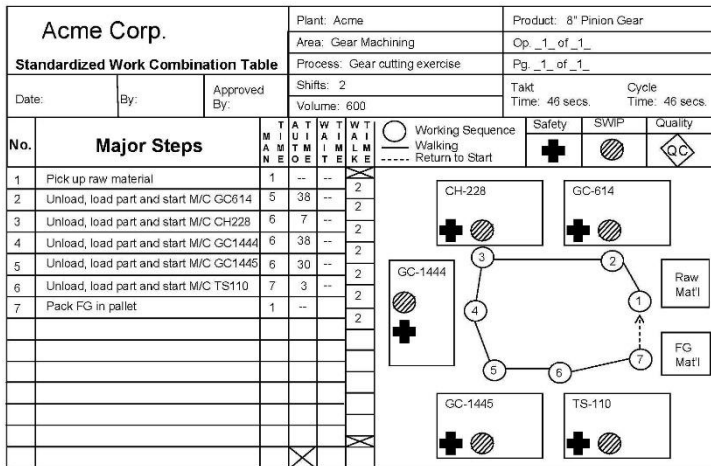 Acme Corp.
Standardized Work Combination Table
Date: By: Approved By:
Plant: Acme
Area: Gear Machining
Process: Gear cutting exercise
Shifts: 2
Volume: 600
Product: 8" Pinion Gear
Op. _1_ of _1_
Pg. _1_ of _1_
Takt Time: 46 secs. Cycle Time: 46 secs.
No. Major Steps MAN TIME AUTO TIME WAIT TIME WALK TIME
Working Sequence
Walking
Return to Start
Safety SWIP Quality
QC
1 Pick up raw material 1 -- --
2
2 Unload, load part and start M/C GC614 5 38 --
2
3 Unload, load part and start M/C CH228 6 7 --
2
4 Unload, load part and start M/C GC1444 6 38 --
2
5 Unload, load part and start M/C GC1445 6 30 --
2
6 Unload, load part and start M/C TS110 7 3 --
2
7 Pack FG in pallet 1 --
2
CH-228 GC-614
GC-1444
3 2
Raw Mat'l
1
4
FG Mat'l
7
5 6
GC-1445 TS-110